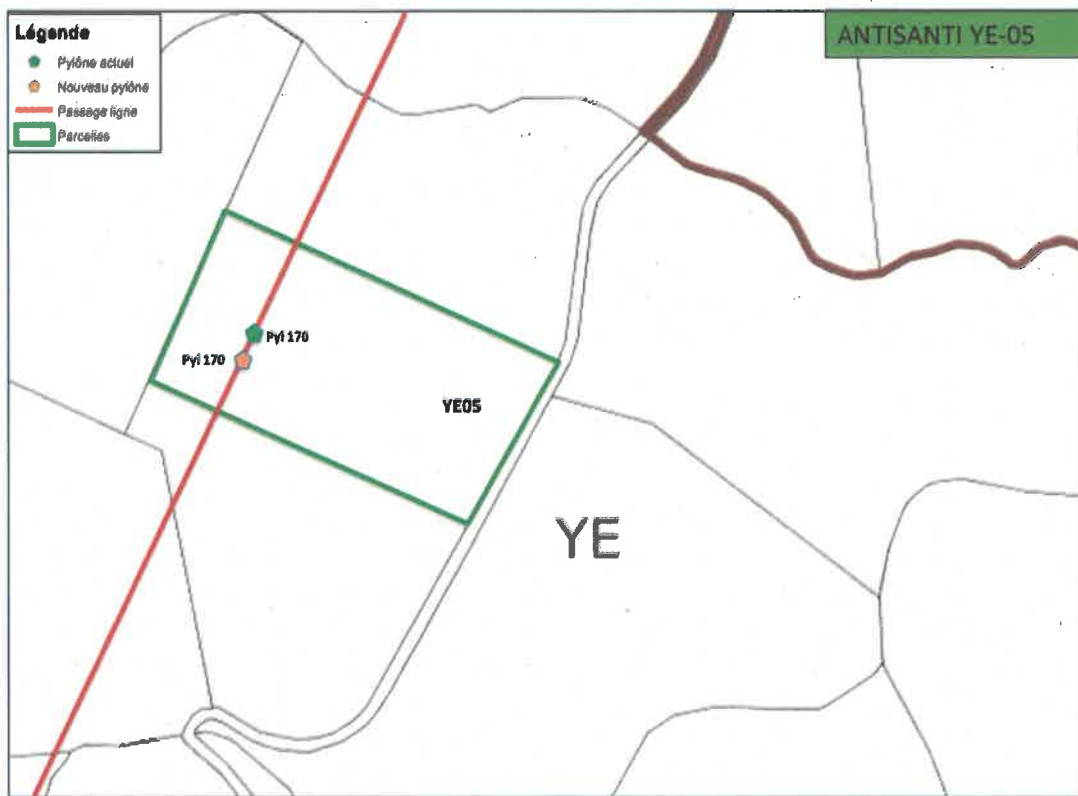 Légende
Pylône actuel
Nouveau pylône
Passage ligne
Parcelles
ANTISANTI YE-05
Pyl 170
Pyl 170
YE05
YE